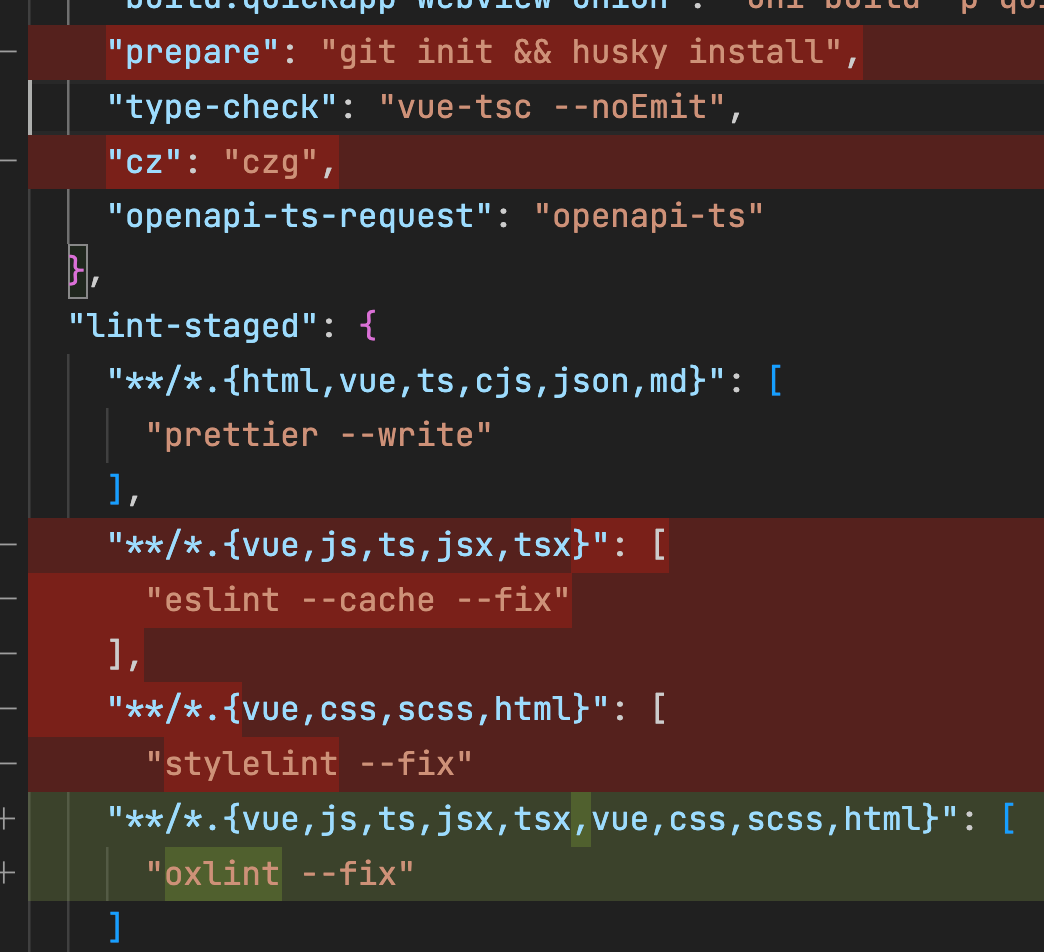 "build:quickapp-webview-union": "uni build -p qui
"prepare": "git init && husky install",
"type-check": "vue-tsc --noEmit",
"cz": "czg",
"openapi-ts-request": "openapi-ts"
},
"lint-staged": {
"**/*.{html,vue,ts,cjs,json,md}": [
"prettier --write"
],
"**/*.{vue,js,ts,jsx,tsx}": [
"eslint --cache --fix"
],
"**/*.{vue,css,scss,html}": [
"stylelint --fix"
"**/*.{vue,js,ts,jsx,tsx,vue,css,scss,html}": [
"oxlint --fix"
]